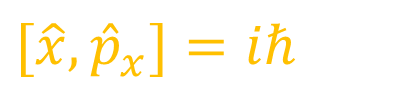 [x̂, p̂ₓ] = iħ